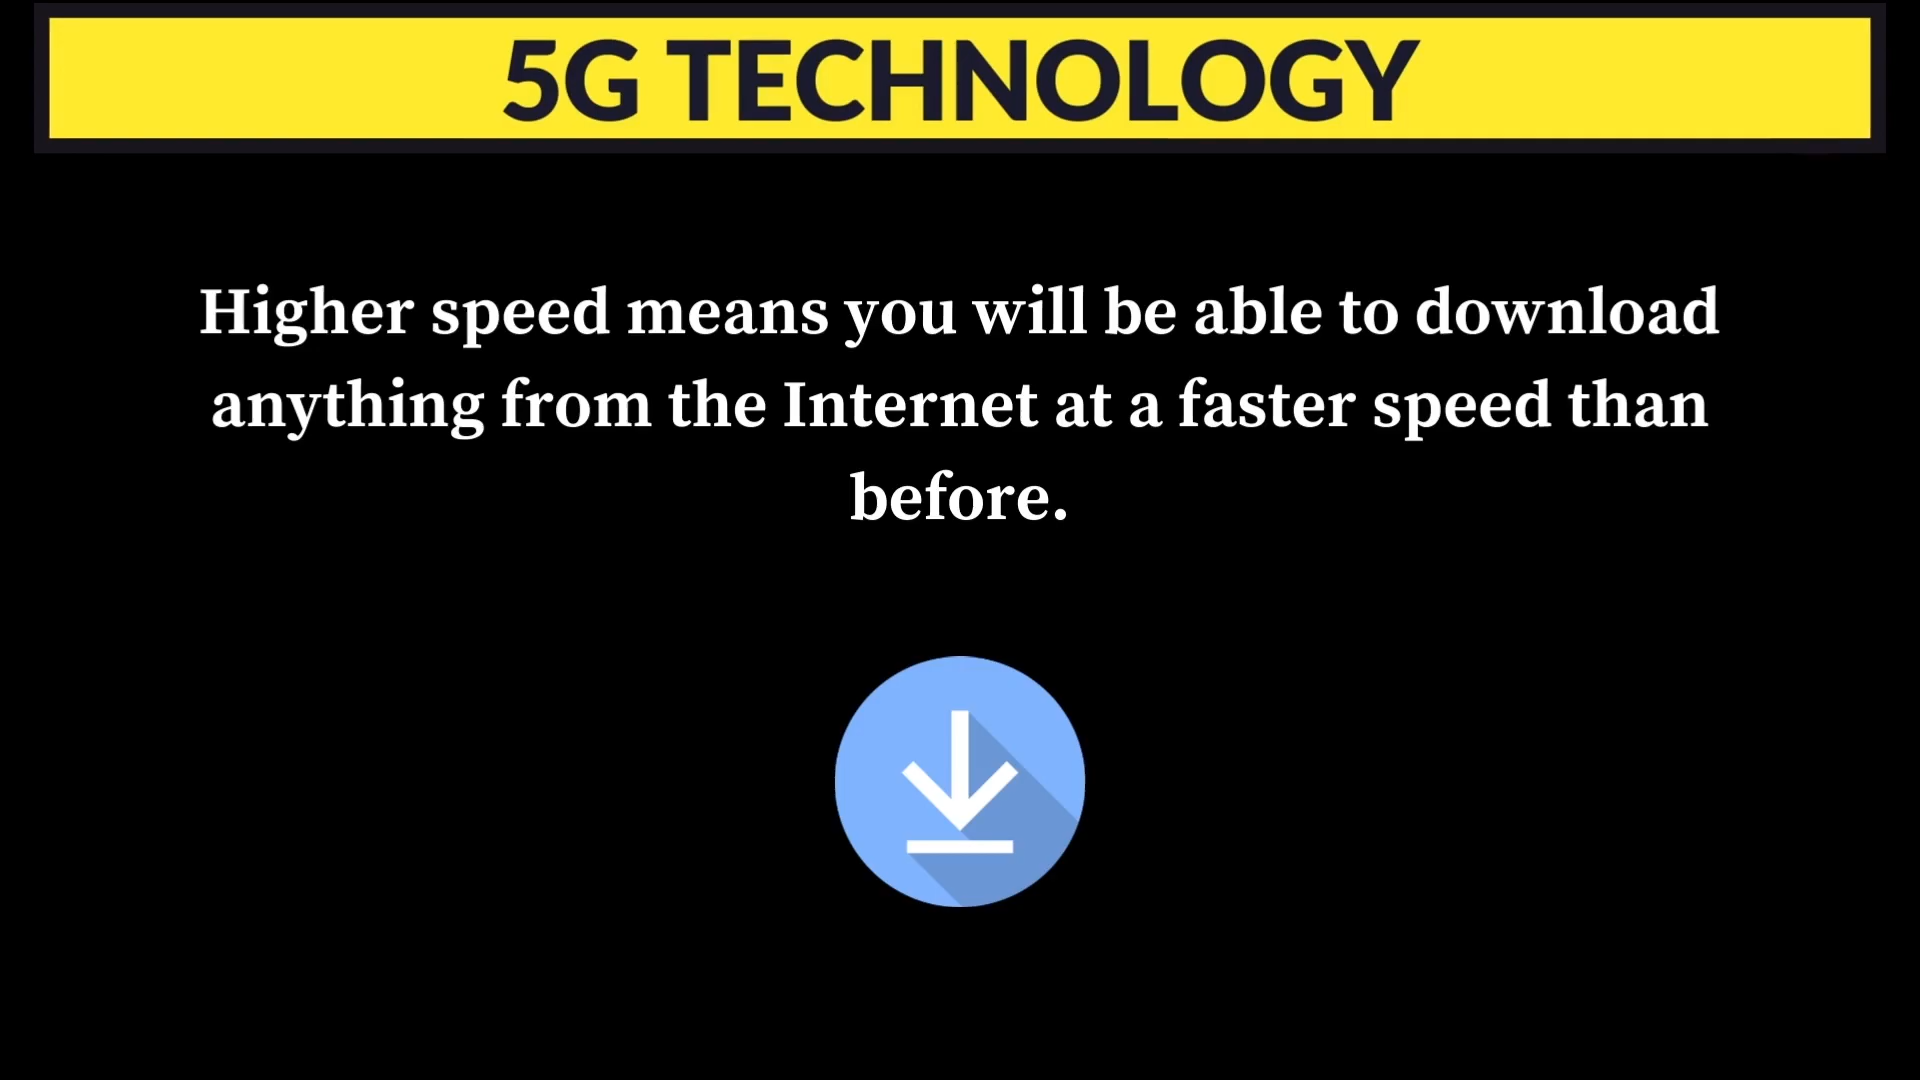 5G TECHNOLOGY
Higher speed means you will be able to download
anything from the Internet at a faster speed than
before.